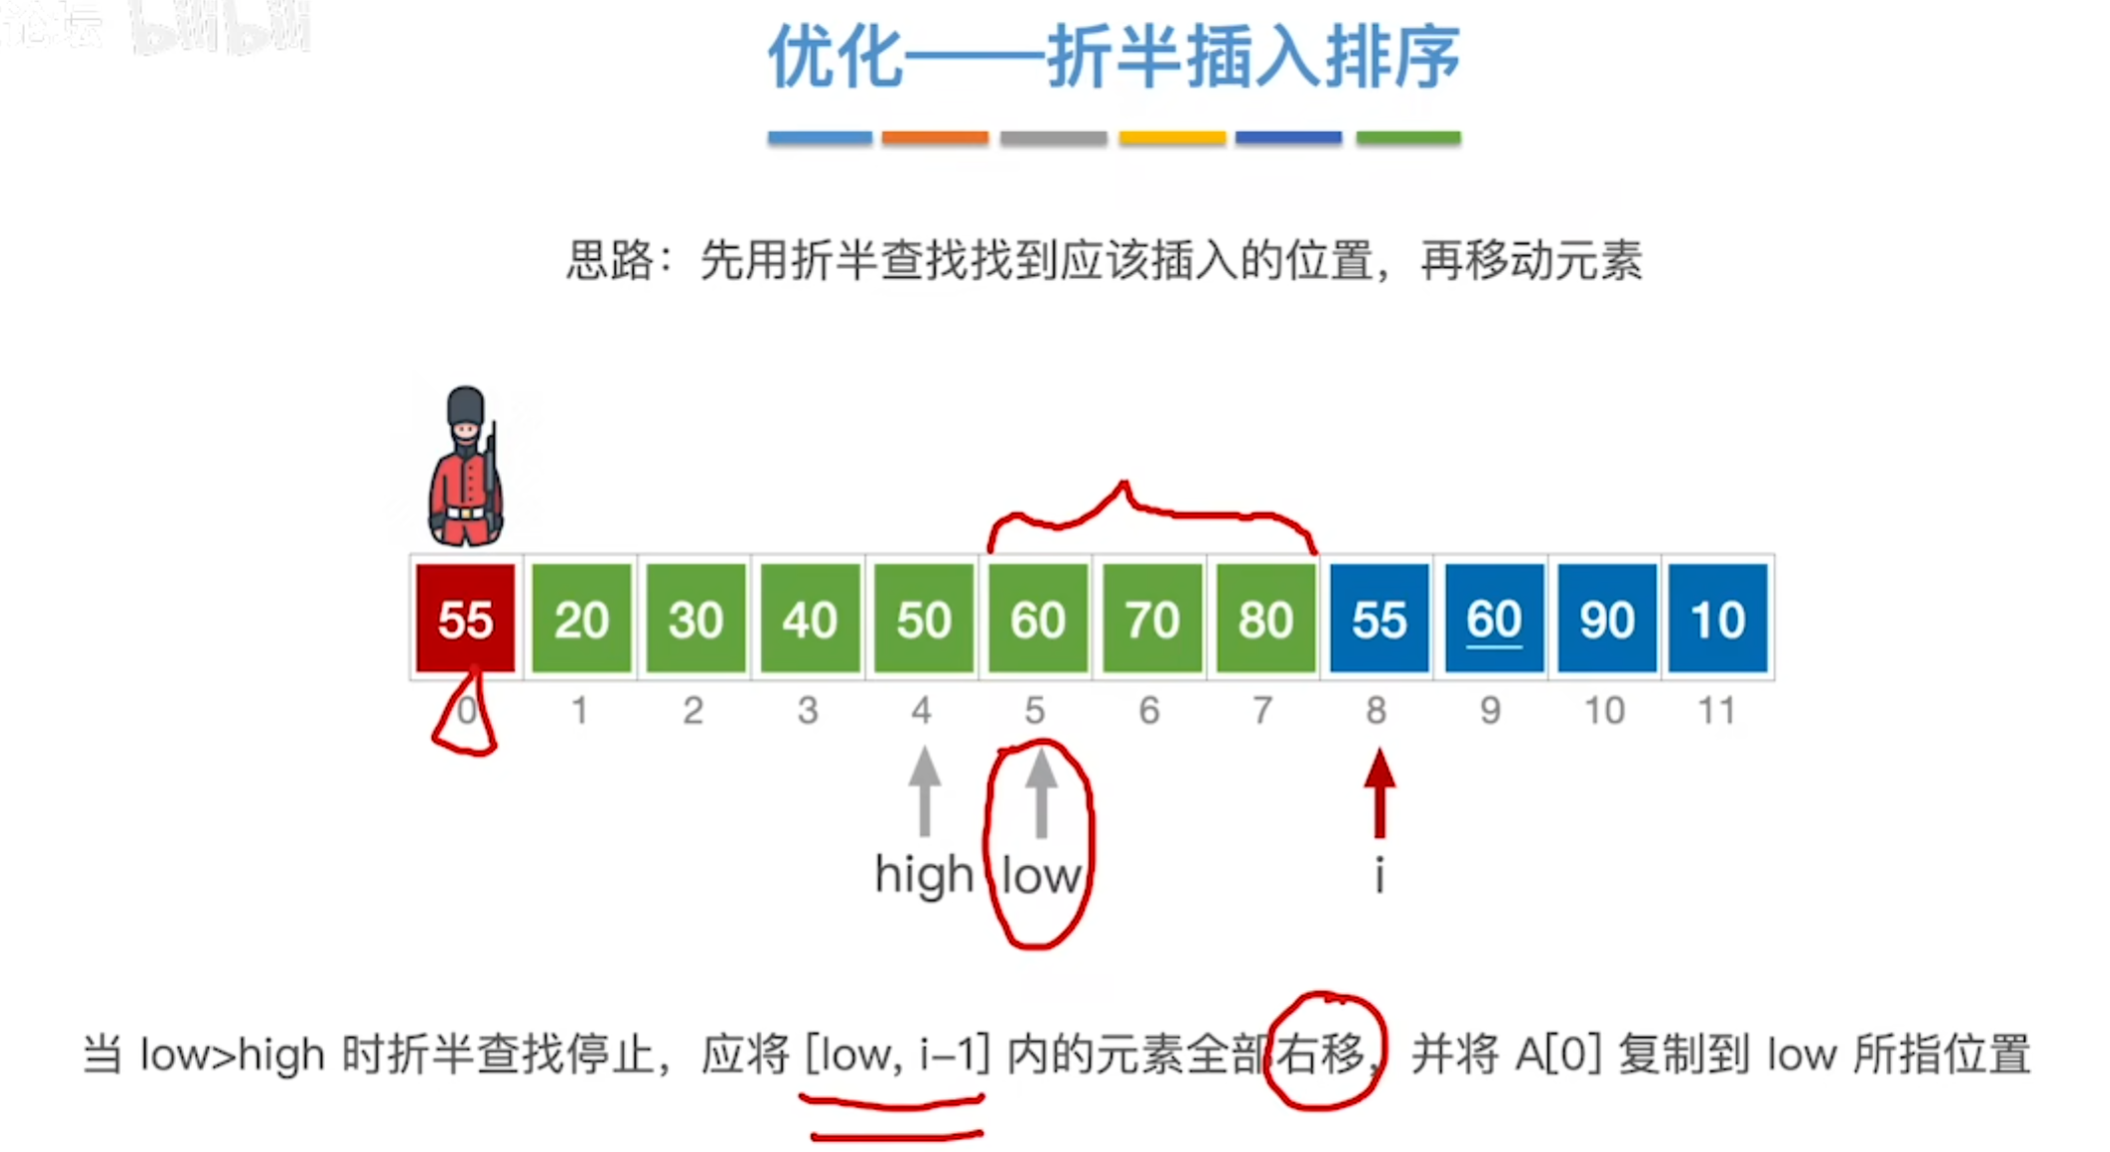 论坛 bilibili
优化——折半插入排序
思路：先用折半查找找到应该插入的位置，再移动元素
55 20 30 40 50 60 70 80 55 60 90 10
0 1 2 3 4 5 6 7 8 9 10 11
high low i
当 low>high 时折半查找停止，应将 [low, i-1] 内的元素全部右移，并将 A[0] 复制到 low 所指位置